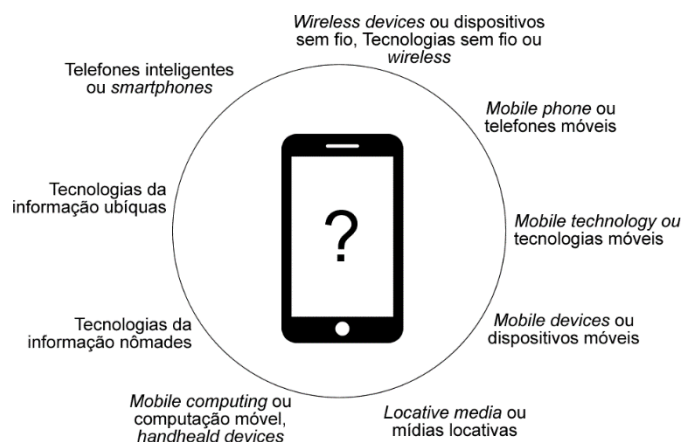 Wireless devices ou dispositivos
sem fio, Tecnologias sem fio ou
wireless
Telefones inteligentes
ou smartphones
Mobile phone ou
telefones móveis
Tecnologias da
informação ubíquas
?
Mobile technology ou
tecnologias móveis
Tecnologias da
informação nômades
Mobile devices ou
dispositivos móveis
Mobile computing ou
computação móvel,
handheald devices
Locative media ou
mídias locativas